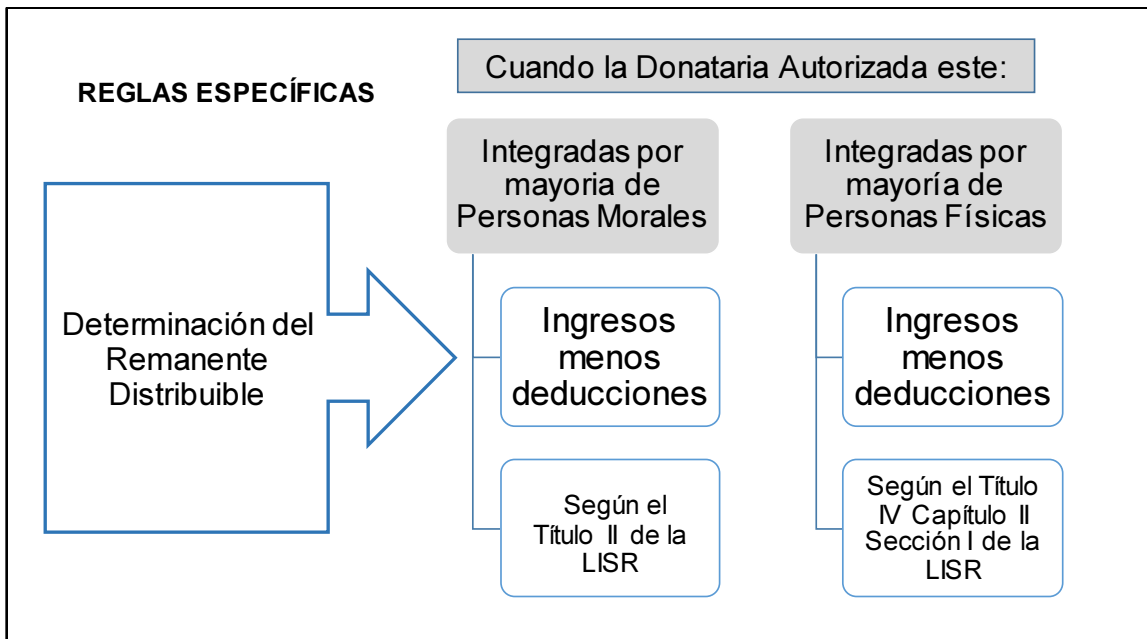 REGLAS ESPECÍFICAS
Cuando la Donataria Autorizada este:
Determinación del
Remanente
Distribuible
Integradas por
mayoria de
Personas Morales
Ingresos
menos
deducciones
Según el
Título II de la
LISR
Integradas por
mayoría de
Personas Físicas
Ingresos
menos
deducciones
Según el Título
IV Capítulo II
Sección I de la
LISR